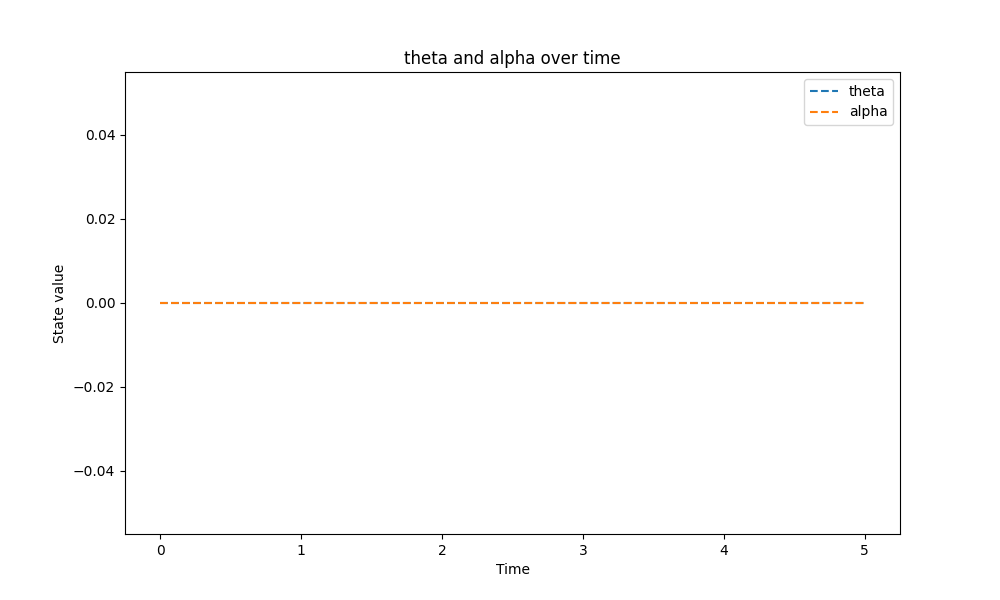 theta and alpha over time
theta
alpha
0.04
0.02
0.00
−0.02
−0.04
State value
0 1 2 3 4 5
Time